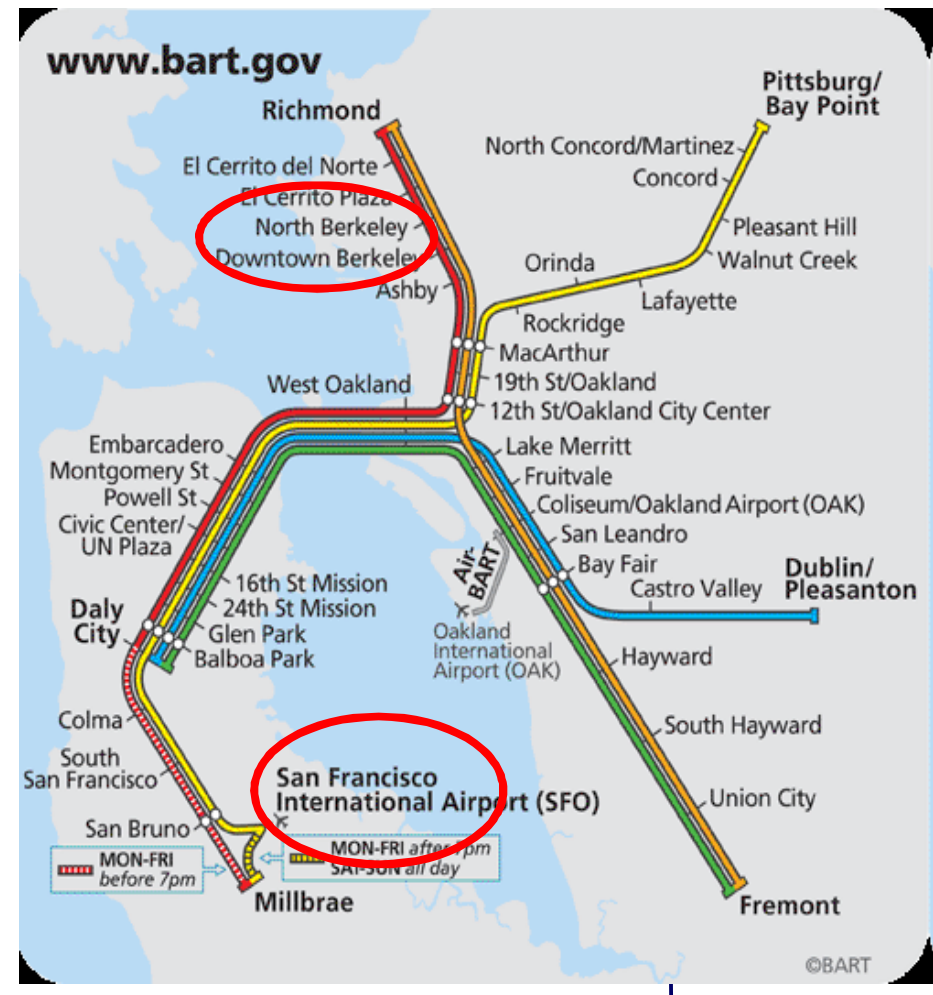 www.bart.gov
Richmond
Pittsburg/
Bay Point
El Cerrito del Norte
El Cerrito Plaza
North Berkeley
Downtown Berkeley
Ashby
North Concord/Martinez
Concord
Pleasant Hill
Walnut Creek
Orinda
Lafayette
Rockridge
MacArthur
19th St/Oakland
12th St/Oakland City Center
West Oakland
Embarcadero
Montgomery St
Powell St
Civic Center/
UN Plaza
16th St Mission
24th St Mission
Glen Park
Balboa Park
Daly
City
Lake Merritt
Fruitvale
Coliseum/Oakland Airport (OAK)
San Leandro
Bay Fair
Castro Valley
Dublin/
Pleasanton
Air-
BART
Oakland
International
Airport (OAK)
Hayward
South Hayward
Union City
Fremont
Colma
South
San Francisco
San Bruno
San Francisco
International Airport (SFO)
MON-FRI
before 7pm
MON-FRI after 7pm
SAT-SUN all day
Millbrae
©BART